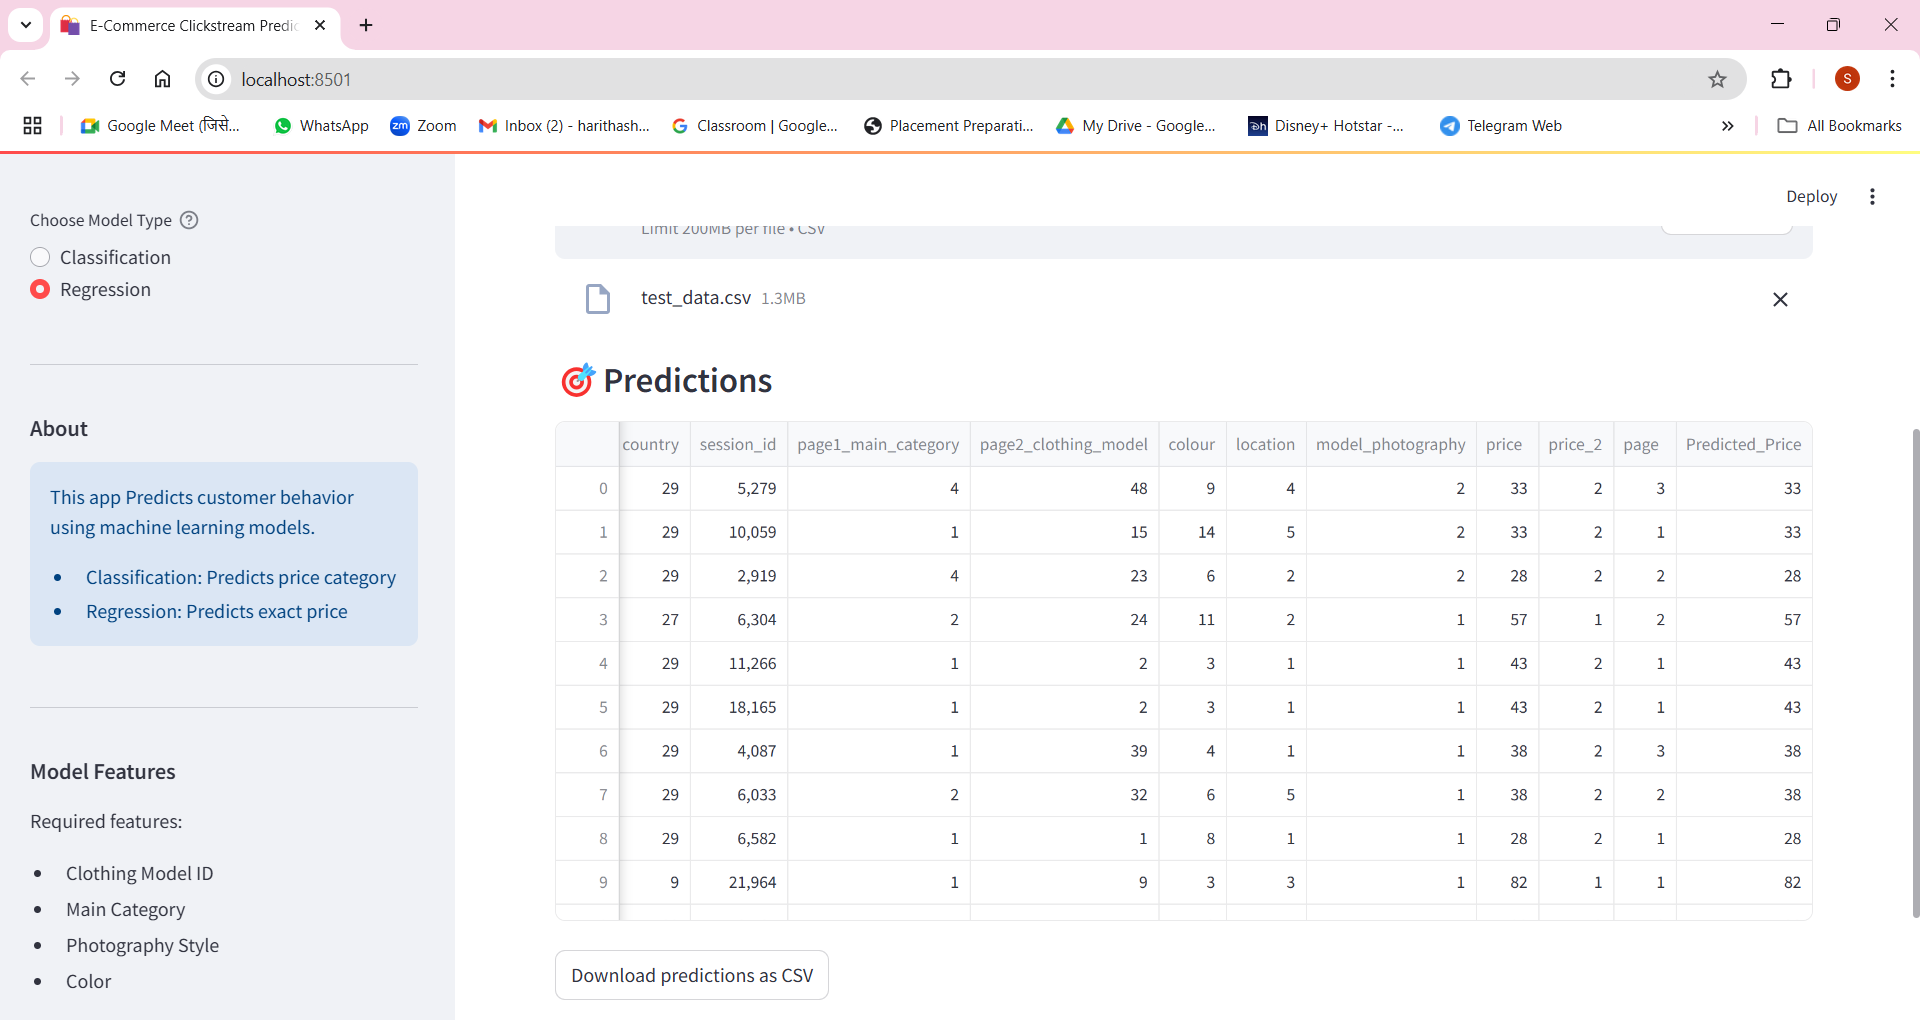 E-Commerce Clickstream Predic
localhost:8501
S
Google Meet (जिसे...
WhatsApp
zm Zoom
Inbox (2) - harithash...
Classroom | Google...
Placement Preparati...
My Drive - Google...
Disney+ Hotstar -...
Telegram Web
All Bookmarks
Deploy
Choose Model Type
Classification
Regression
About
This app Predicts customer behavior
using machine learning models.
• Classification: Predicts price category
• Regression: Predicts exact price
Model Features
Required features:
• Clothing Model ID
• Main Category
• Photography Style
• Color
Limit 200MB per file • CSV
test_data.csv 1.3MB
Predictions
country session_id page1_main_category page2_clothing_model colour location model_photography price price_2 page Predicted_Price
0 29 5,279 4 48 9 4 2 33 2 3 33
1 29 10,059 1 15 14 5 2 33 2 1 33
2 29 2,919 4 23 6 2 2 28 2 2 28
3 27 6,304 2 24 11 2 1 57 1 2 57
4 29 11,266 1 2 3 1 1 43 2 1 43
5 29 18,165 1 2 3 1 1 43 2 1 43
6 29 4,087 1 39 4 1 1 38 2 3 38
7 29 6,033 2 32 6 5 1 38 2 2 38
8 29 6,582 1 1 8 1 1 28 2 1 28
9 9 21,964 1 9 3 3 1 82 1 1 82
Download predictions as CSV